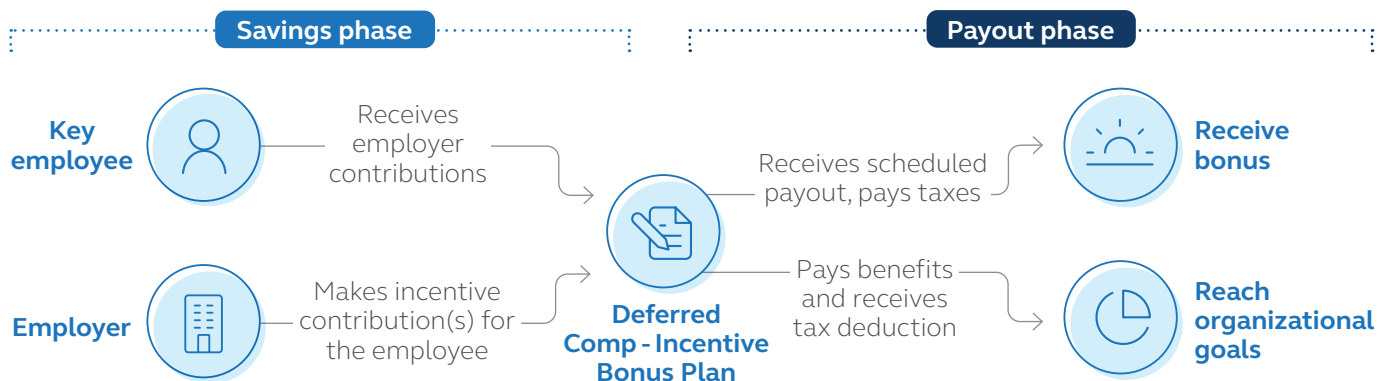 Savings phase
Payout phase
Key
employee
Receives
employer
contributions
Receives scheduled
payout, pays taxes
Receive
bonus
Employer
Makes incentive
contribution(s) for
the employee
Deferred
Comp - Incentive
Bonus Plan
Pays benefits
and receives
tax deduction
Reach
organizational
goals